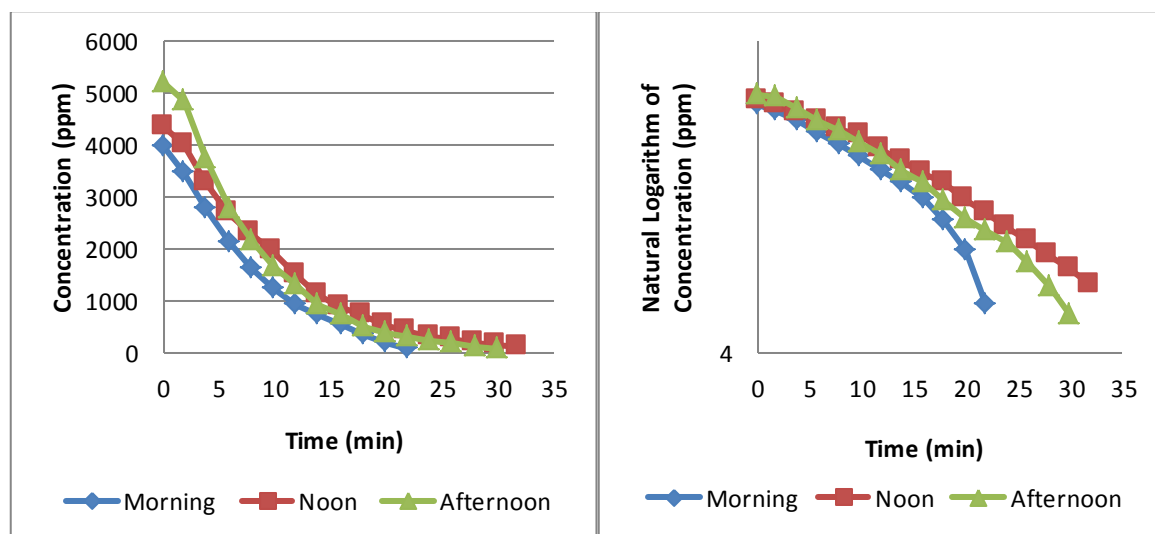 6000
5000
4000
3000
2000
1000
0
Concentration (ppm)
0 5 10 15 20 25 30 35
Time (min)
Morning Noon Afternoon
Natural Logarithm of
Concentration (ppm)
4
0 5 10 15 20 25 30 35
Time (min)
Morning Noon Afternoon